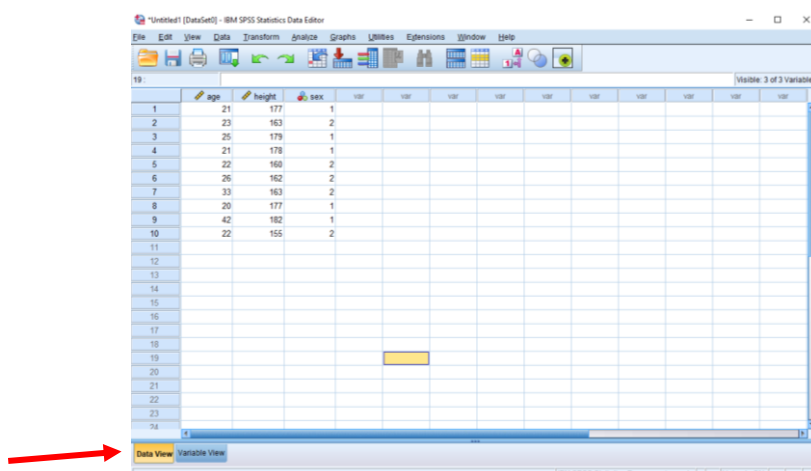 *Untitled1 [DataSet0] - IBM SPSS Statistics Data Editor
File Edit View Data Transform Analyze Graphs Utilities Extensions Window Help
19 :
Visible: 3 of 3 Variable
age height sex var var var var var var var var var var
1 21 177 1
2 23 163 2
3 25 179 1
4 21 178 1
5 22 160 2
6 26 162 2
7 33 163 2
8 20 177 1
9 42 182 1
10 22 155 2
11
12
13
14
15
16
17
18
19
20
21
22
23
24
Data View Variable View